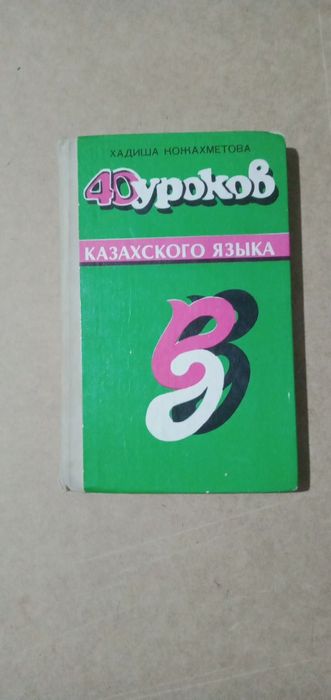 ХАДИША КОЖАХМЕТОВА
40 уроков
КАЗАХСКОГО ЯЗЫКА